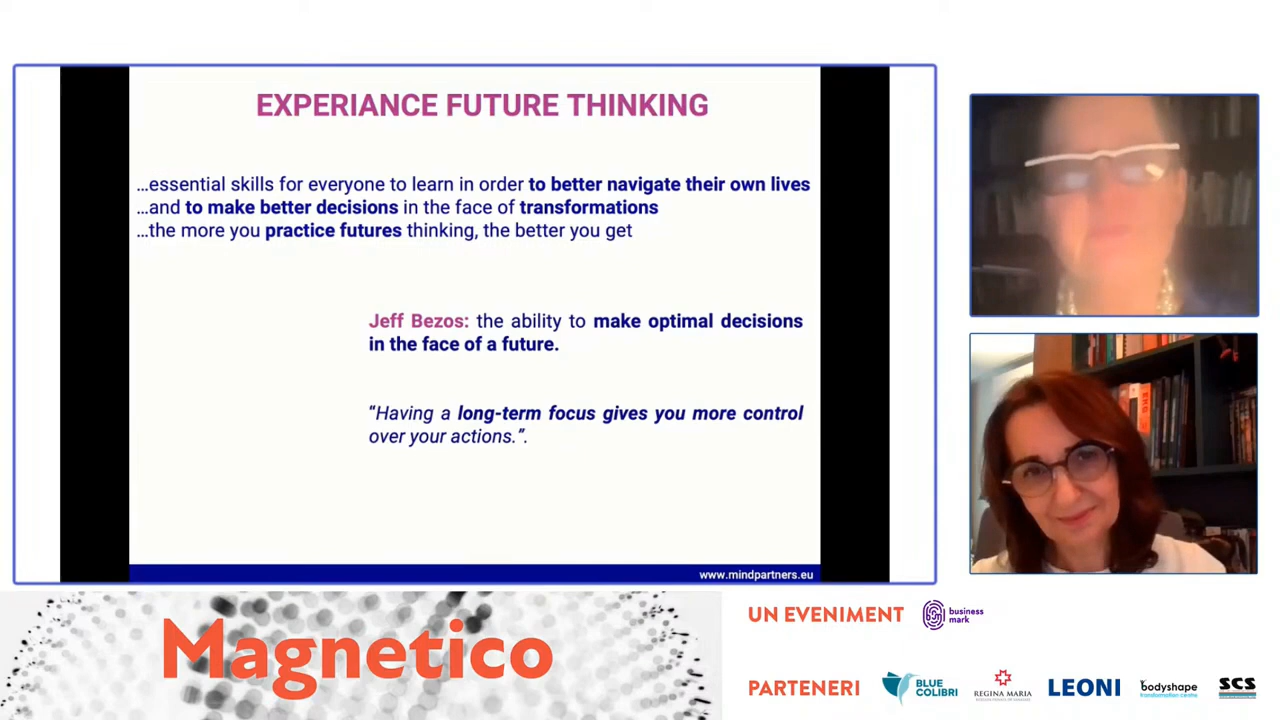 EXPERIANCE FUTURE THINKING
...essential skills for everyone to learn in order to better navigate their own lives
...and to make better decisions in the face of transformations
...the more you practice futures thinking, the better you get
Jeff Bezos: the ability to make optimal decisions
in the face of a future.
“Having a long-term focus gives you more control
over your actions.”.
www.mindpartners.eu
Magnetico
UN EVENIMENT
business
mark
PARTENERI
BLUE
COLIBRI
REGINA MARIA
LEONI
bodyshape
transformation centre
SCS